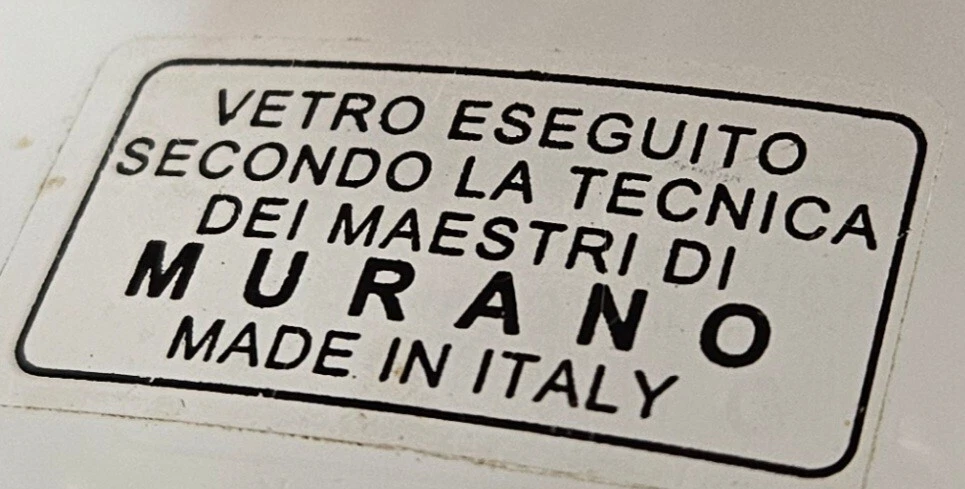 VETRO ESEGUITO
SECONDO LA TECNICA
DEI MAESTRI DI
MURANO
MADE IN ITALY